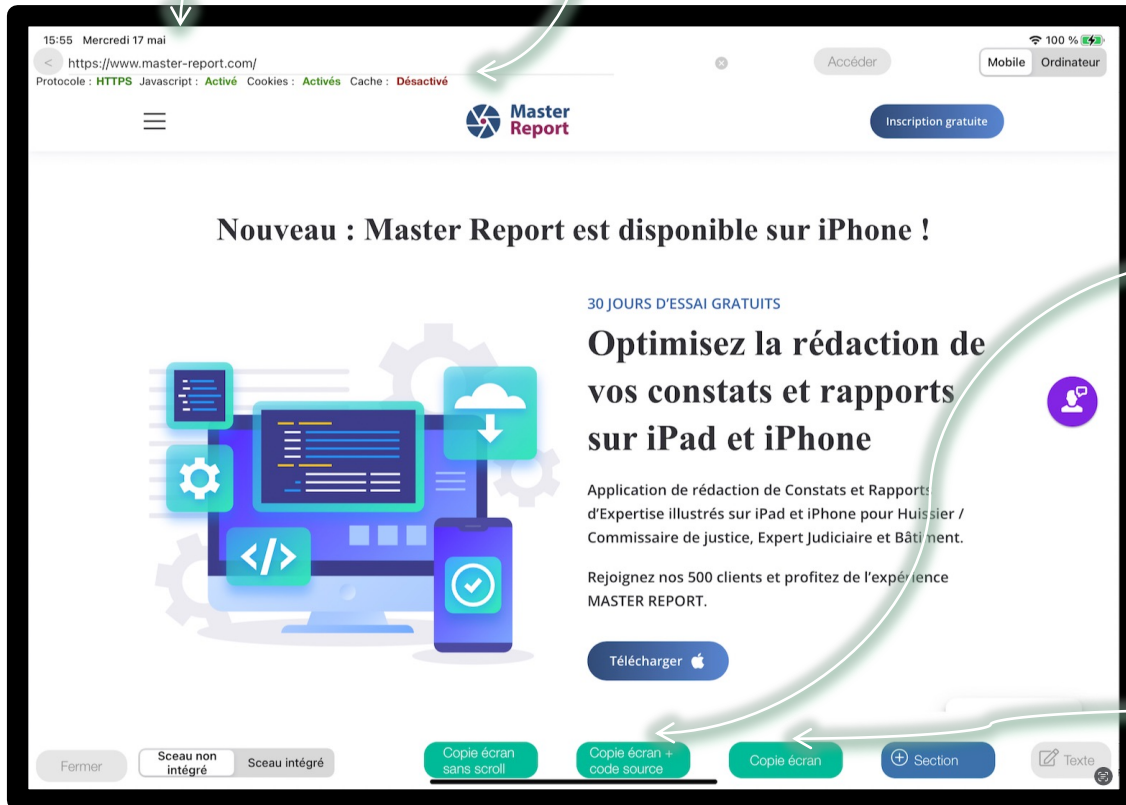 15:55 Mercredi 17 mai
100 %
< https://www.master-report.com/
Accéder
Mobile Ordinateur
Protocole : HTTPS Javascript : Activé Cookies : Activés Cache : Désactivé
Master
Report
Inscription gratuite
Nouveau : Master Report est disponible sur iPhone !
30 JOURS D'ESSAI GRATUITS
Optimisez la rédaction de
vos constats et rapports
sur iPad et iPhone
Application de rédaction de Constats et Rapports
d'Expertise illustrés sur iPad et iPhone pour Huissier /
Commissaire de justice, Expert Judiciaire et Bâtiment.
Rejoignez nos 500 clients et profitez de l'expérience
MASTER REPORT.
Télécharger
</>
Fermer
Sceau non
intégré
Sceau intégré
Copie écran
sans scroll
Copie écran +
code source
Copie écran
Section
Texte